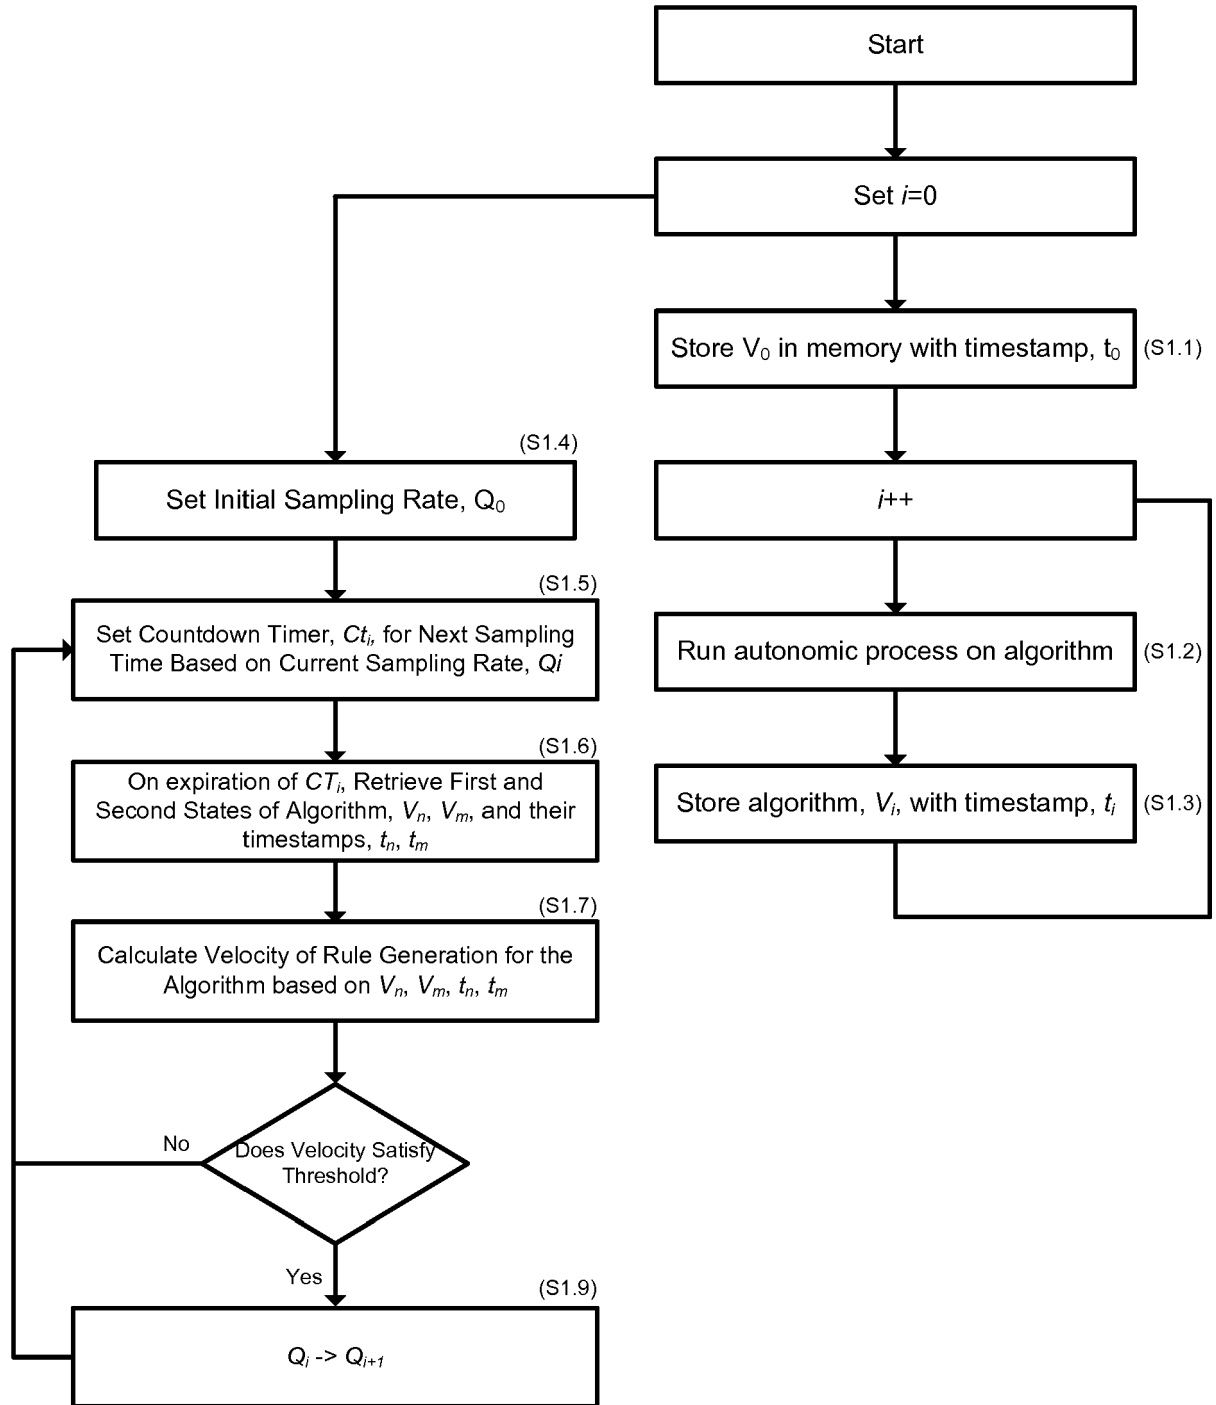 Start
Set i=0
Store V₀ in memory with timestamp, t₀
(S1.1)
i++
Run autonomic process on algorithm
(S1.2)
Store algorithm, Vᵢ, with timestamp, tᵢ
(S1.3)
(S1.4)
Set Initial Sampling Rate, Q₀
(S1.5)
Set Countdown Timer, Ctᵢ, for Next Sampling
Time Based on Current Sampling Rate, Qi
(S1.6)
On expiration of CTᵢ, Retrieve First and
Second States of Algorithm, Vₙ, Vₘ, and their
timestamps, tₙ, tₘ
(S1.7)
Calculate Velocity of Rule Generation for the
Algorithm based on Vₙ, Vₘ, tₙ, tₘ
Does Velocity Satisfy
Threshold?
No
Yes
(S1.9)
Qᵢ -> Qᵢ₊₁